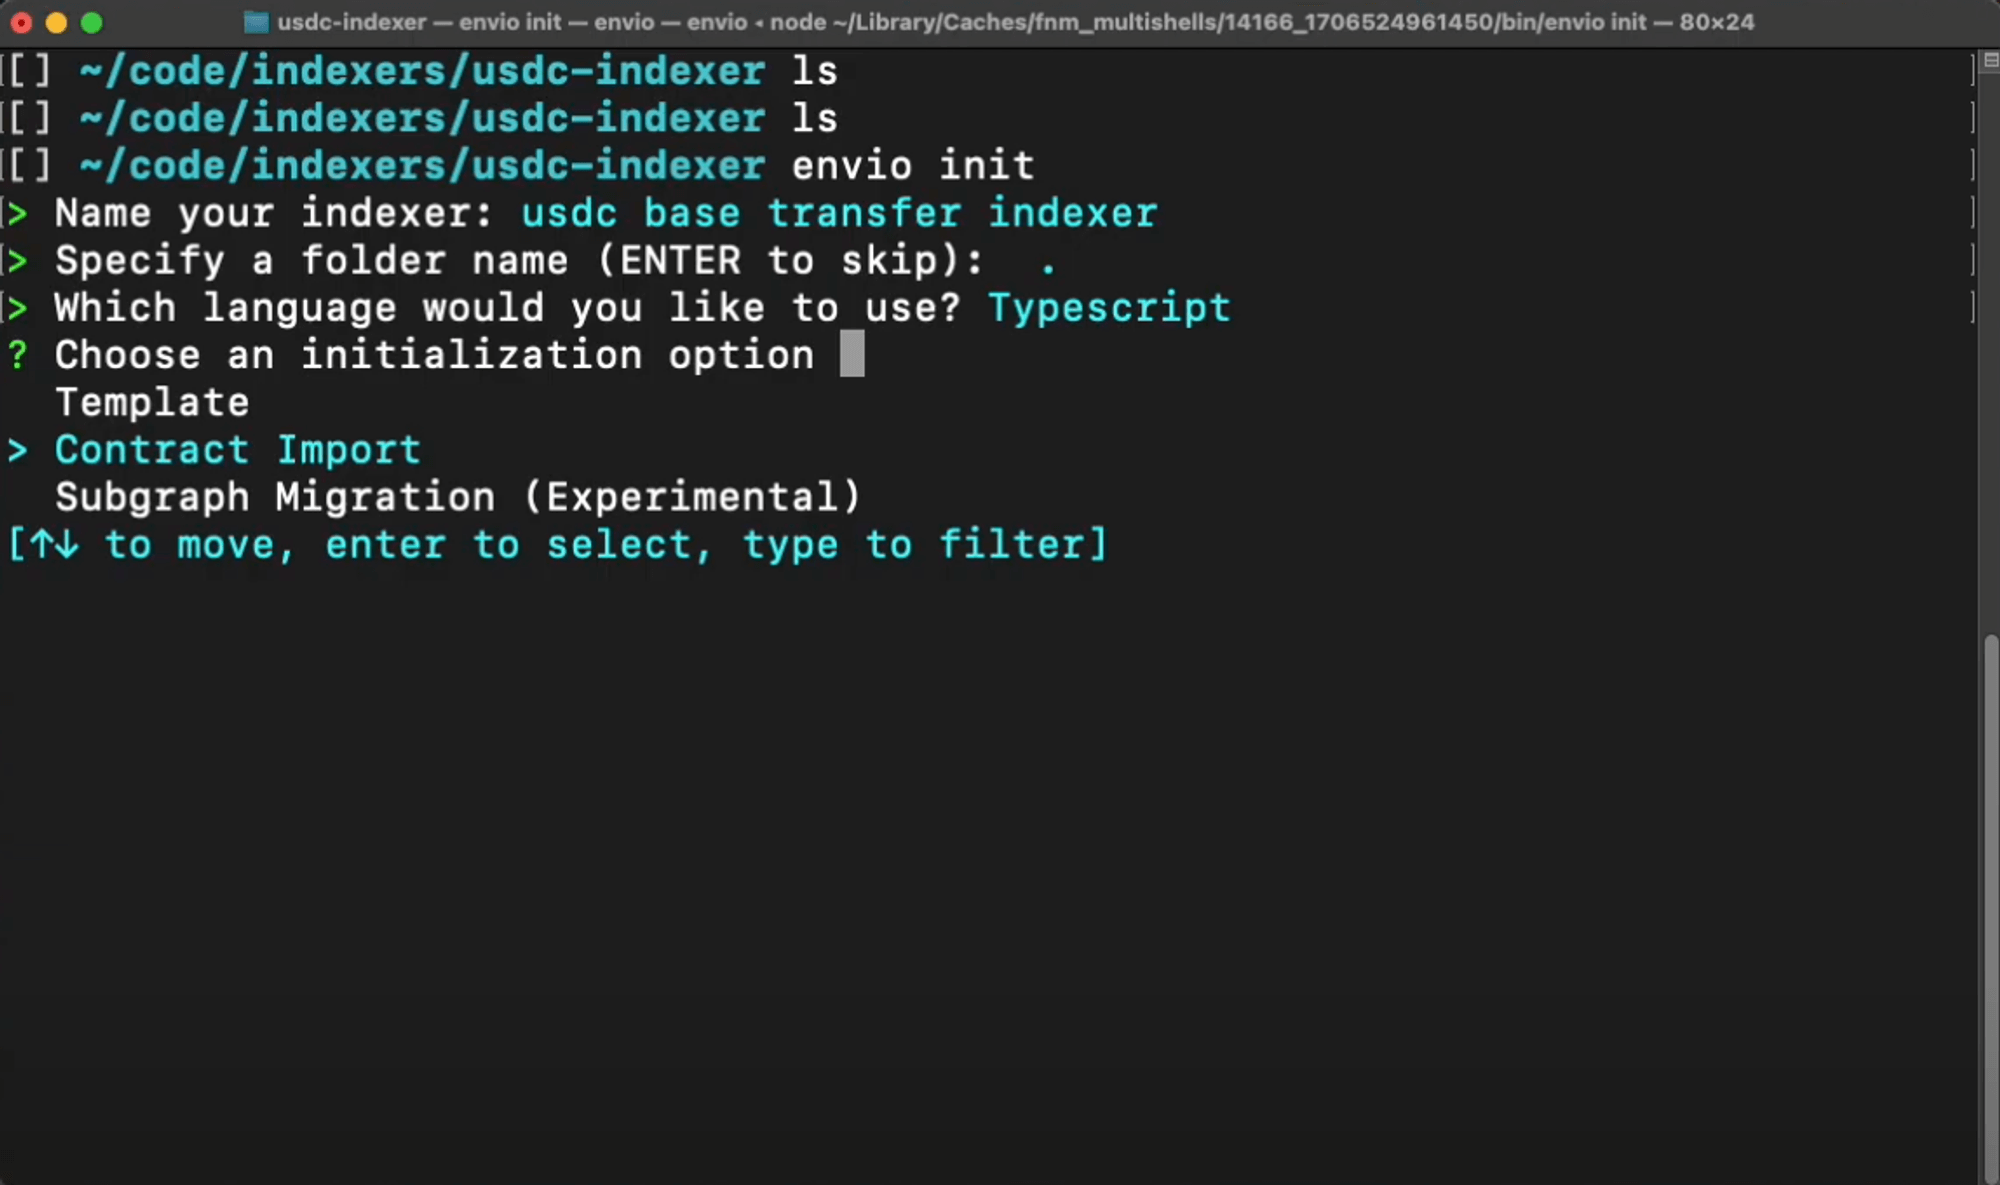 usdc-indexer — envio init — envio — envio ◂ node ~/Library/Caches/fnm_multishells/14166_1706524961450/bin/envio init — 80×24
[[] ~/code/indexers/usdc-indexer ls ]
[[] ~/code/indexers/usdc-indexer ls ]
[[] ~/code/indexers/usdc-indexer envio init ]
[> Name your indexer: usdc base transfer indexer ]
[> Specify a folder name (ENTER to skip):  . ]
[> Which language would you like to use? Typescript ]
? Choose an initialization option
Template
> Contract Import
Subgraph Migration (Experimental)
[↑↓ to move, enter to select, type to filter]